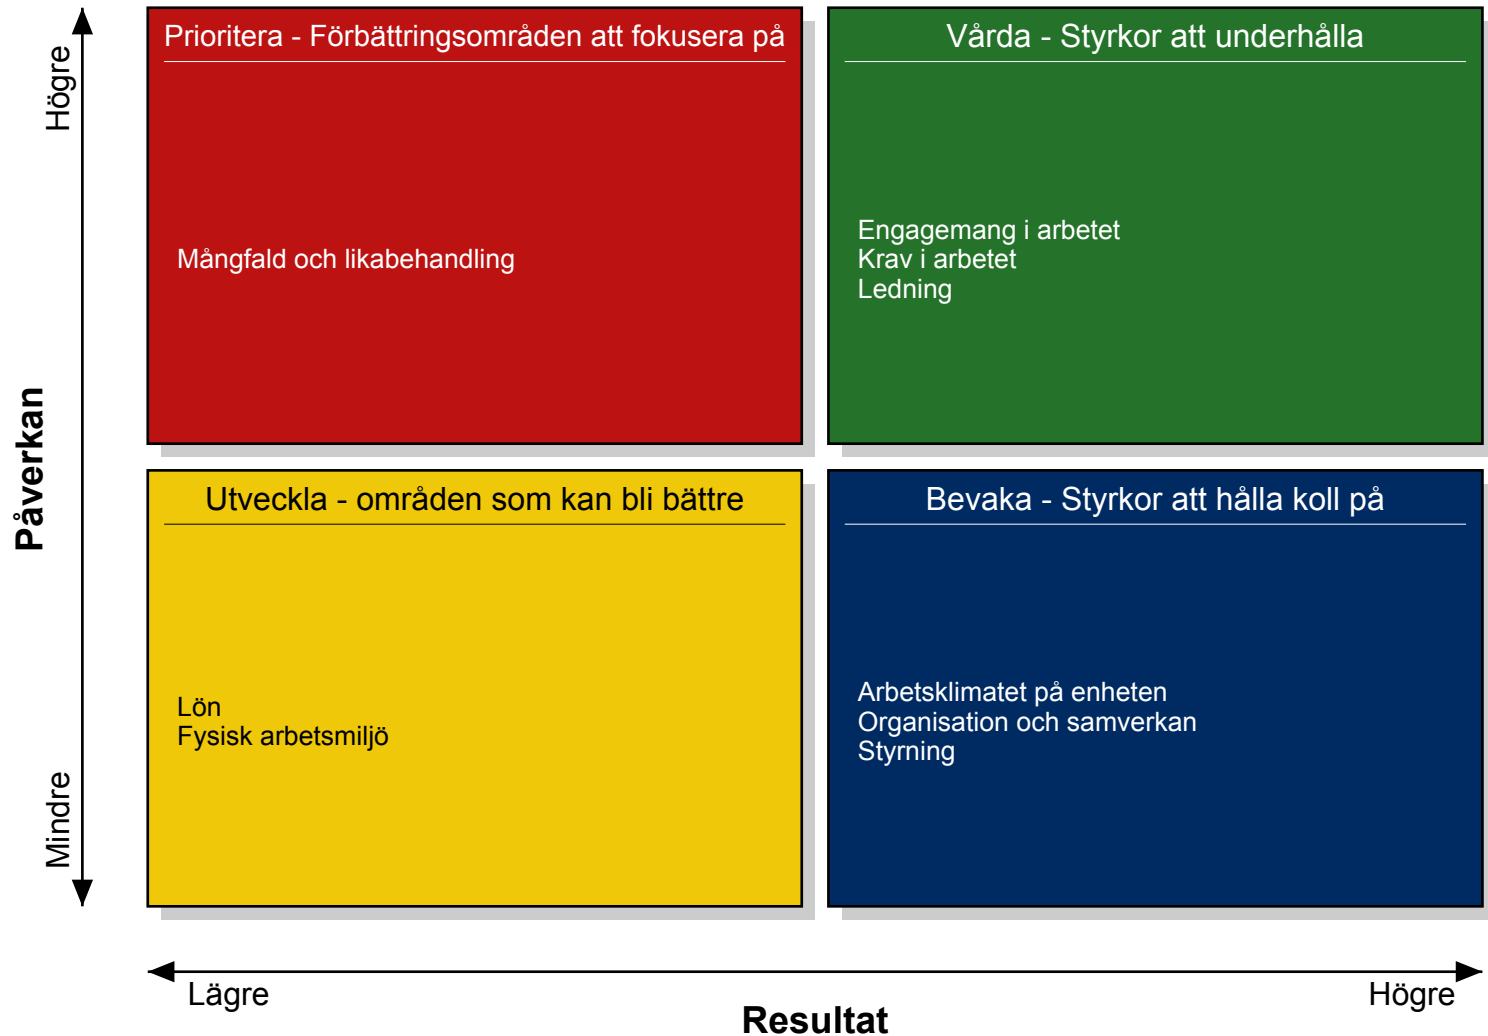 Prioritera - Förbättringsområden att fokusera på
Mångfald och likabehandling
Vårda - Styrkor att underhålla
Engagemang i arbetet
Krav i arbetet
Ledning
Utveckla - områden som kan bli bättre
Lön
Fysisk arbetsmiljö
Bevaka - Styrkor att hålla koll på
Arbetsklimatet på enheten
Organisation och samverkan
Styrning
Högre
Påverkan
Mindre
Lägre
Resultat
Högre